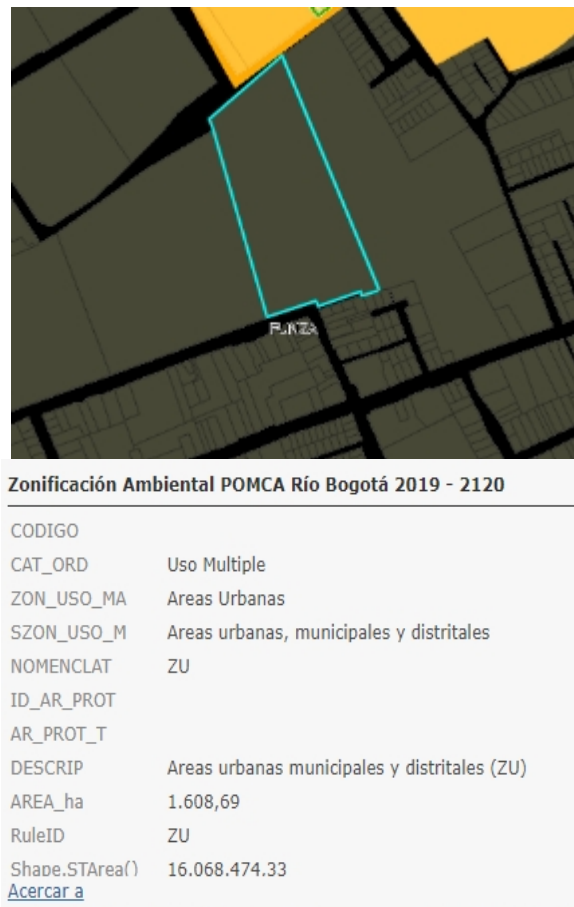 FUNZA
Zonificación Ambiental POMCA Río Bogotá 2019 - 2120
CODIGO
CAT_ORD Uso Multiple
ZON_USO_MA Areas Urbanas
SZON_USO_M Areas urbanas, municipales y distritales
NOMENCLAT ZU
ID_AR_PROT
AR_PROT_T
DESCRIP Areas urbanas municipales y distritales (ZU)
AREA_ha 1.608,69
RuleID ZU
Shape.STArea() 16.068.474.33
Acercar a